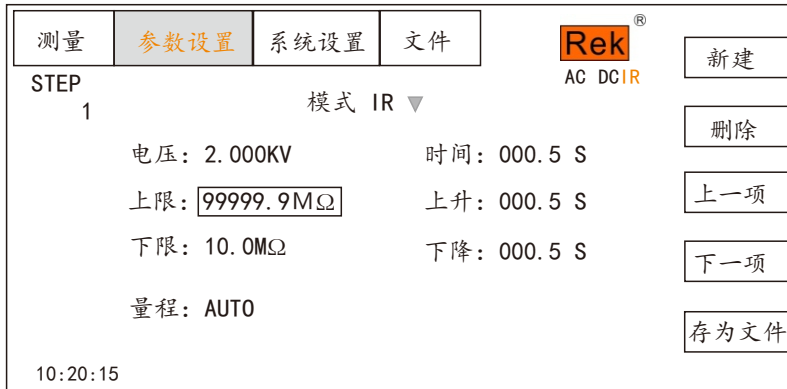 测量 参数设置 系统设置 文件 Rek®
AC DCIR
新建
STEP
1
模式 IR ▼
删除
电压: 2.000KV 时间: 000.5 S
上限: 99999.9MΩ 上升: 000.5 S
上一项
下限: 10.0MΩ 下降: 000.5 S
下一项
量程: AUTO
存为文件
10:20:15